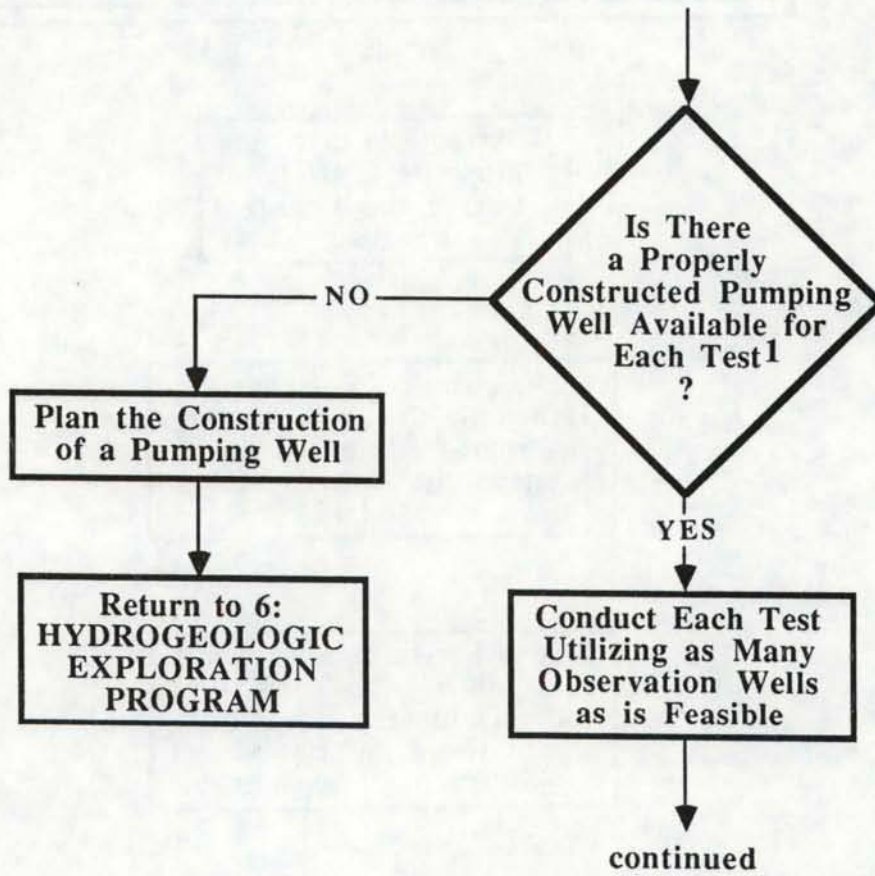 Is There
a Properly
Constructed Pumping
Well Available for
Each Test1
?
NO
Plan the Construction
of a Pumping Well
YES
Return to 6:
HYDROGEOLOGIC
EXPLORATION
PROGRAM
Conduct Each Test
Utilizing as Many
Observation Wells
as is Feasible
continued